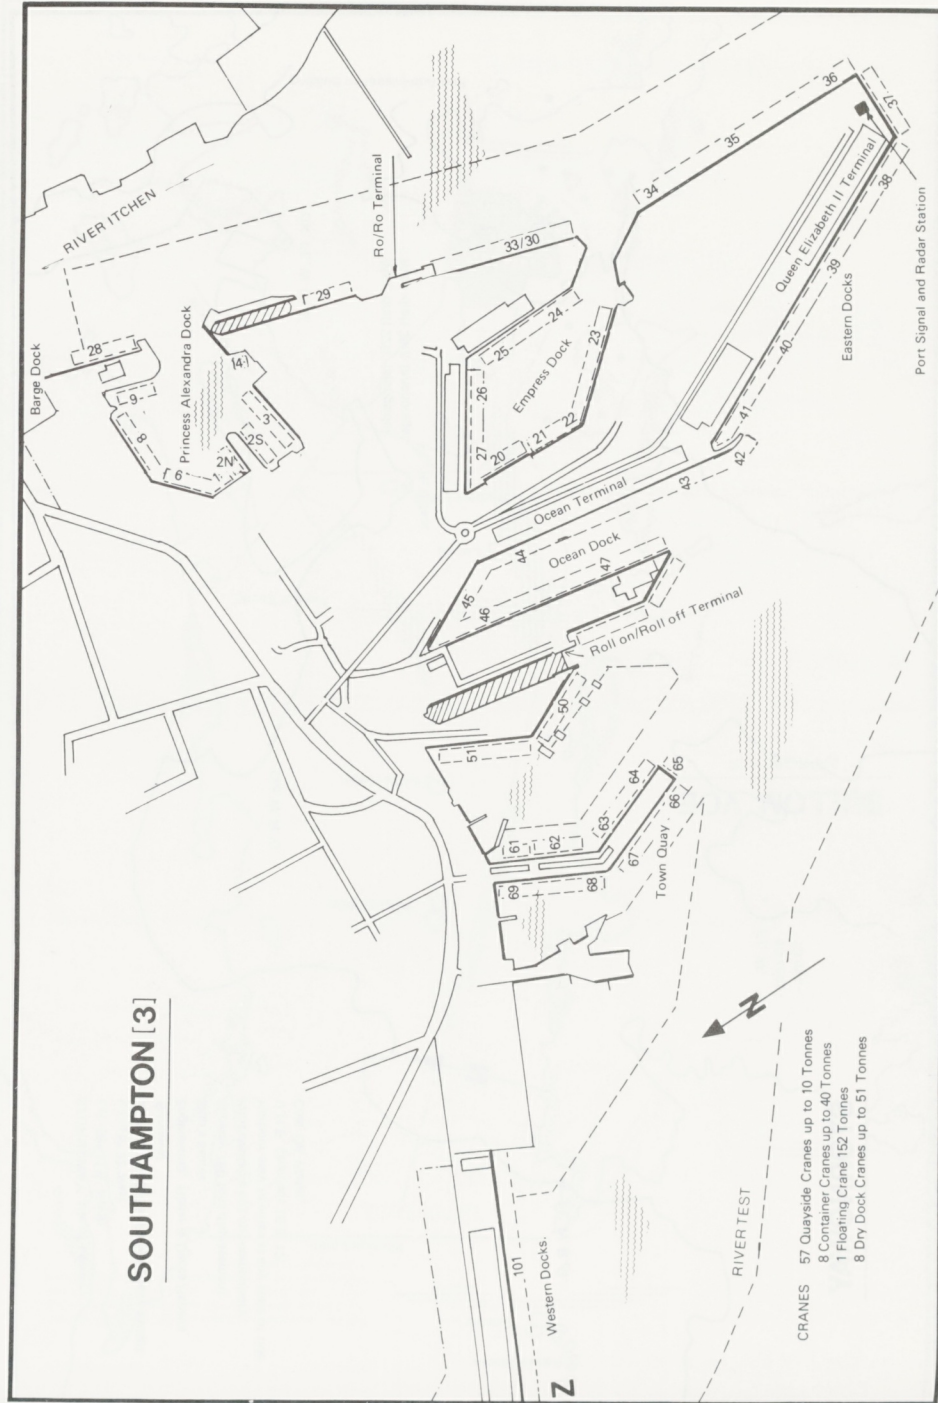 SOUTHAMPTON [3]
Barge Dock
RIVER ITCHEN
28
9
8
Princess Alexandra Dock
6
2N
2S
3
4
29
Ro/Ro Terminal
33/30
24
25
Empress Dock
26
27
20
21
22
23
34
35
36
37
38
39
40
41
42
Queen Elizabeth II Terminal
Eastern Docks
Port Signal and Radar Station
Ocean Terminal
43
44
Ocean Dock
45
46
47
Roll on/Roll off Terminal
50
51
61
62
63
64
65
66
67
Town Quay
68
69
N
101
Western Docks.
Z
RIVER TEST
CRANES 57 Quayside Cranes up to 10 Tonnes
8 Container Cranes up to 40 Tonnes
1 Floating Crane 152 Tonnes
8 Dry Dock Cranes up to 51 Tonnes